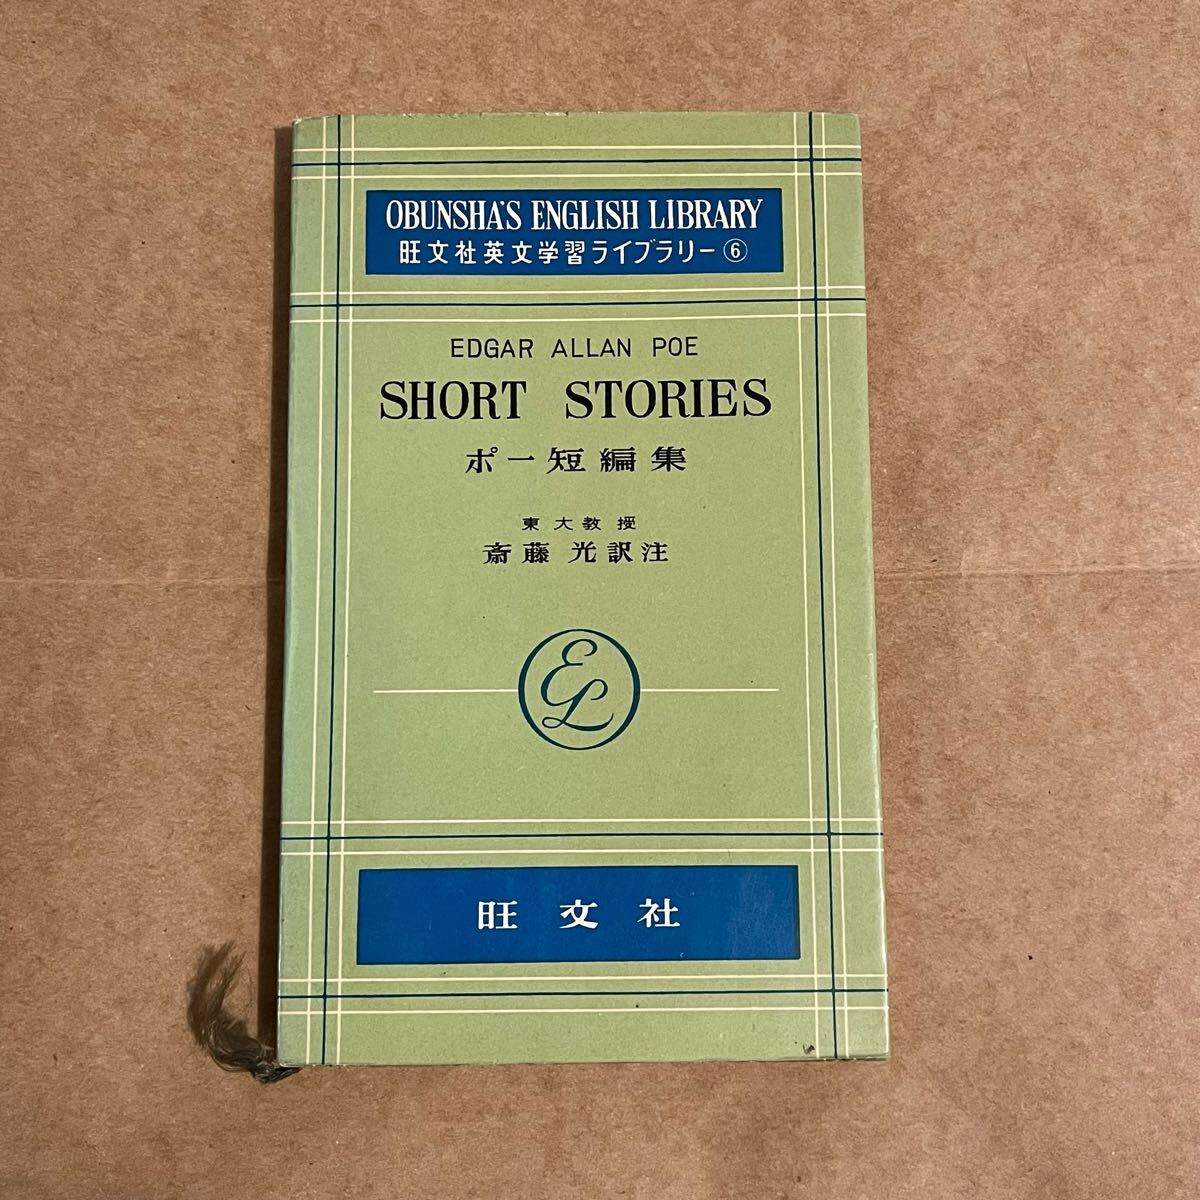 OBUNSHA'S ENGLISH LIBRARY
旺文社英文学習ライブラリー⑥
EDGAR ALLAN POE
SHORT STORIES
ポー短編集
東大教授
斎藤 光訳注
EL
旺文社